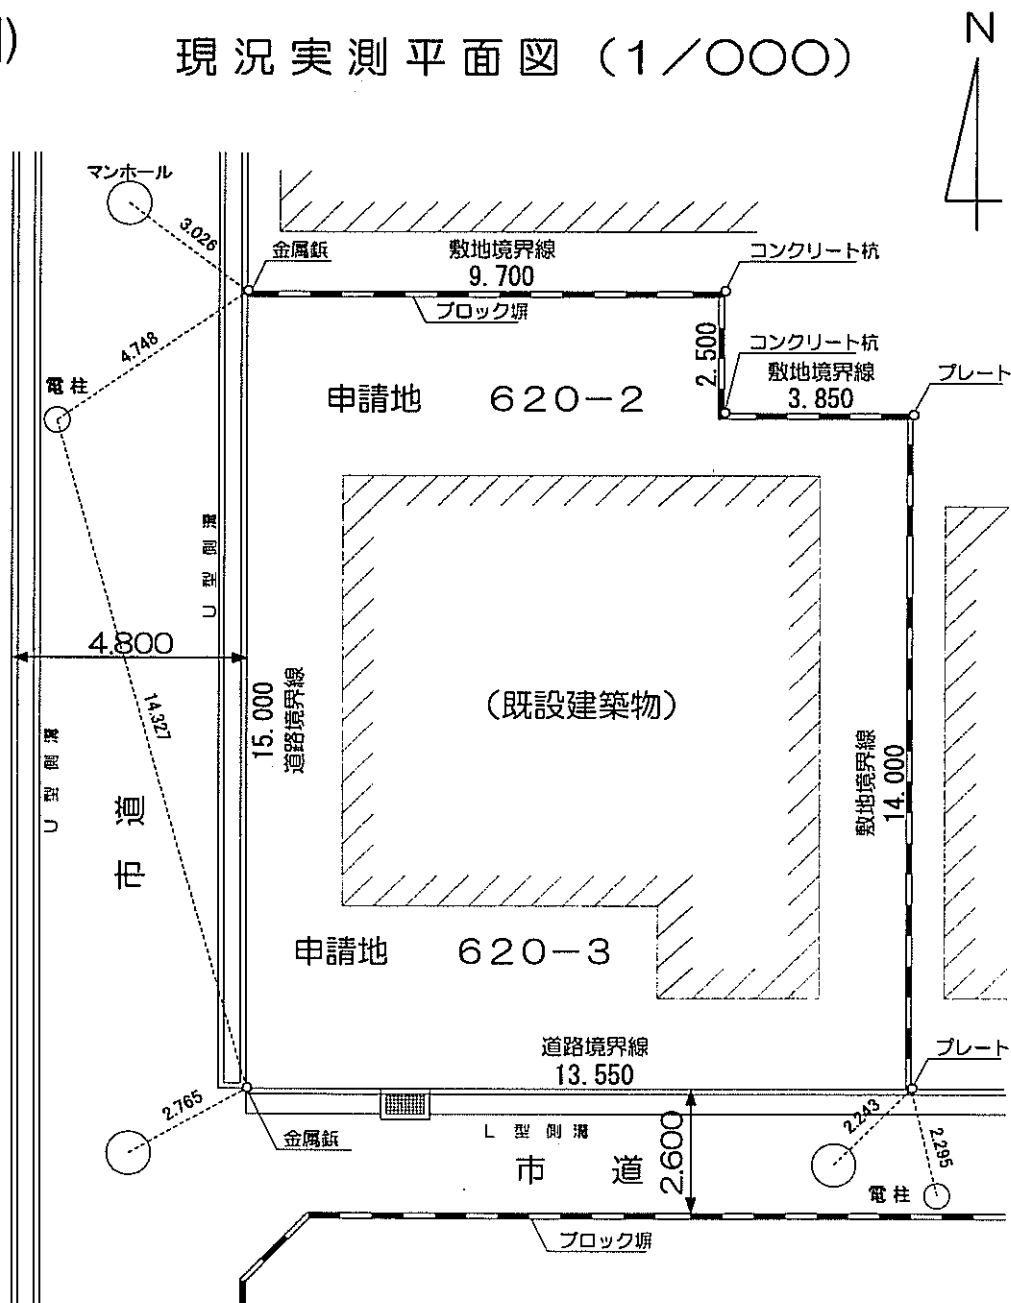 現況実測平面図（1／○○○）
N
マンホール
3.026
金属鋲
敷地境界線
9.700
コンクリート杭
ブロック塀
4.748
2.500
コンクリート杭
敷地境界線
3.850
プレート
電柱
申請地 620-2
U型側溝
4.800
14.327
15.000
道路境界線
（既設建築物）
敷地境界線
14.000
U型側溝
市道
申請地 620-3
道路境界線
13.550
プレート
2.765
金属鋲
L型側溝
市道
2.600
2.243
2.295
電柱
ブロック塀